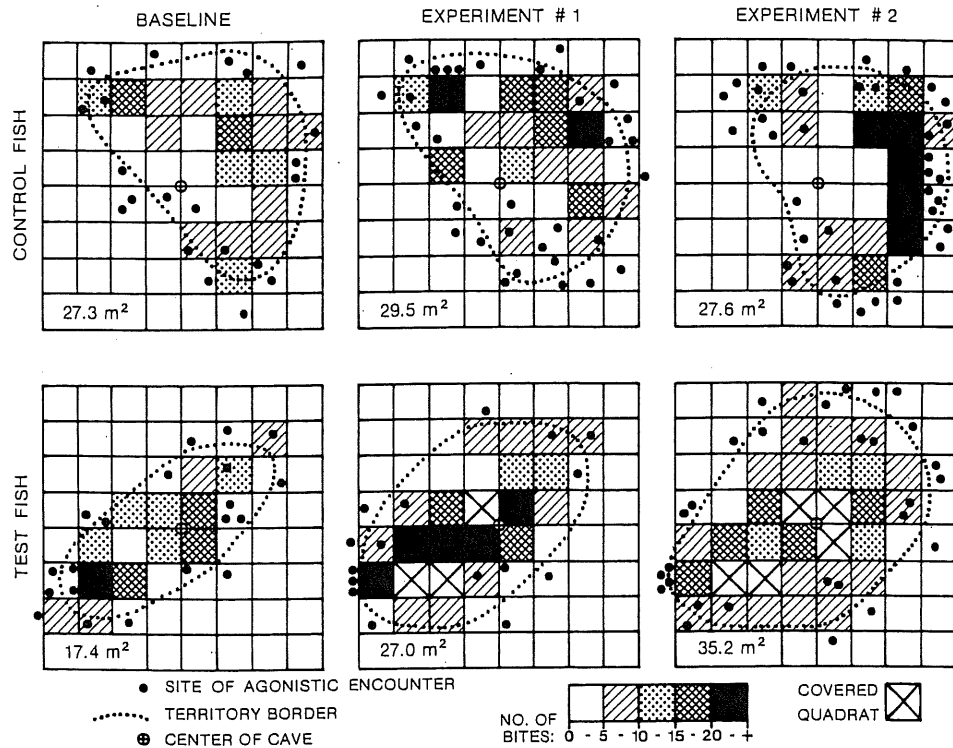 BASELINE
EXPERIMENT # 1
EXPERIMENT # 2
CONTROL FISH
27.3 m²
29.5 m²
27.6 m²
TEST FISH
17.4 m²
27.0 m²
35.2 m²
SITE OF AGONISTIC ENCOUNTER
TERRITORY BORDER
CENTER OF CAVE
NO. OF
BITES: 0 - 5 - 10 - 15 - 20 - +
COVERED
QUADRAT